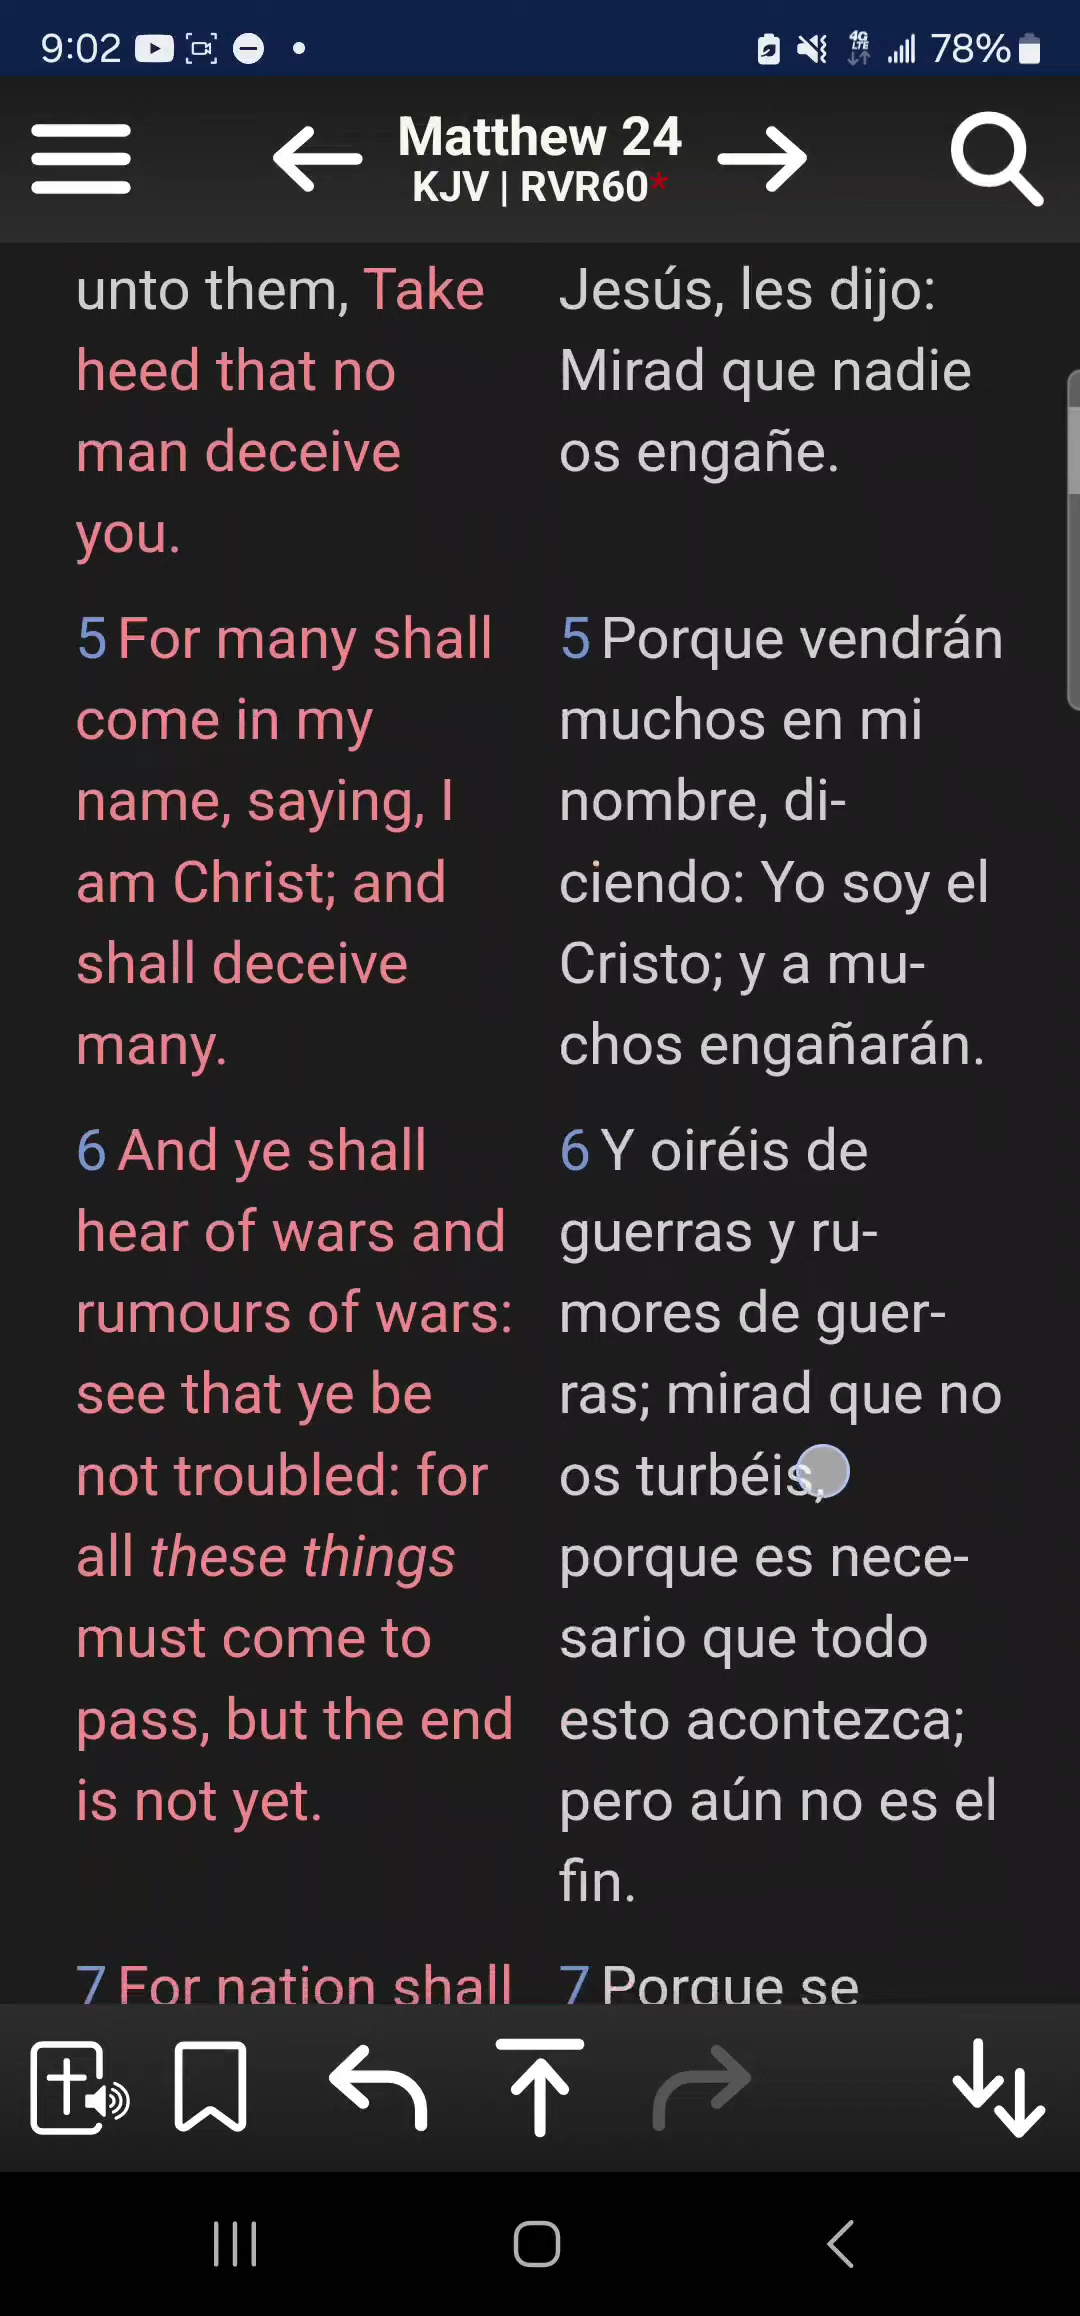 9:02
4G LTE
78%
Matthew 24
KJV | RVR60*
unto them, Take
heed that no
man deceive
you.
5 For many shall
come in my
name, saying, I
am Christ; and
shall deceive
many.
6 And ye shall
hear of wars and
rumours of wars:
see that ye be
not troubled: for
all these things
must come to
pass, but the end
is not yet.
7 For nation shall
Jesús, les dijo:
Mirad que nadie
os engañe.
5 Porque vendrán
muchos en mi
nombre, di-
ciendo: Yo soy el
Cristo; y a mu-
chos engañarán.
6 Y oiréis de
guerras y ru-
mores de guer-
ras; mirad que no
os turbéis,
porque es nece-
sario que todo
esto acontezca;
pero aún no es el
fin.
7 Porque se